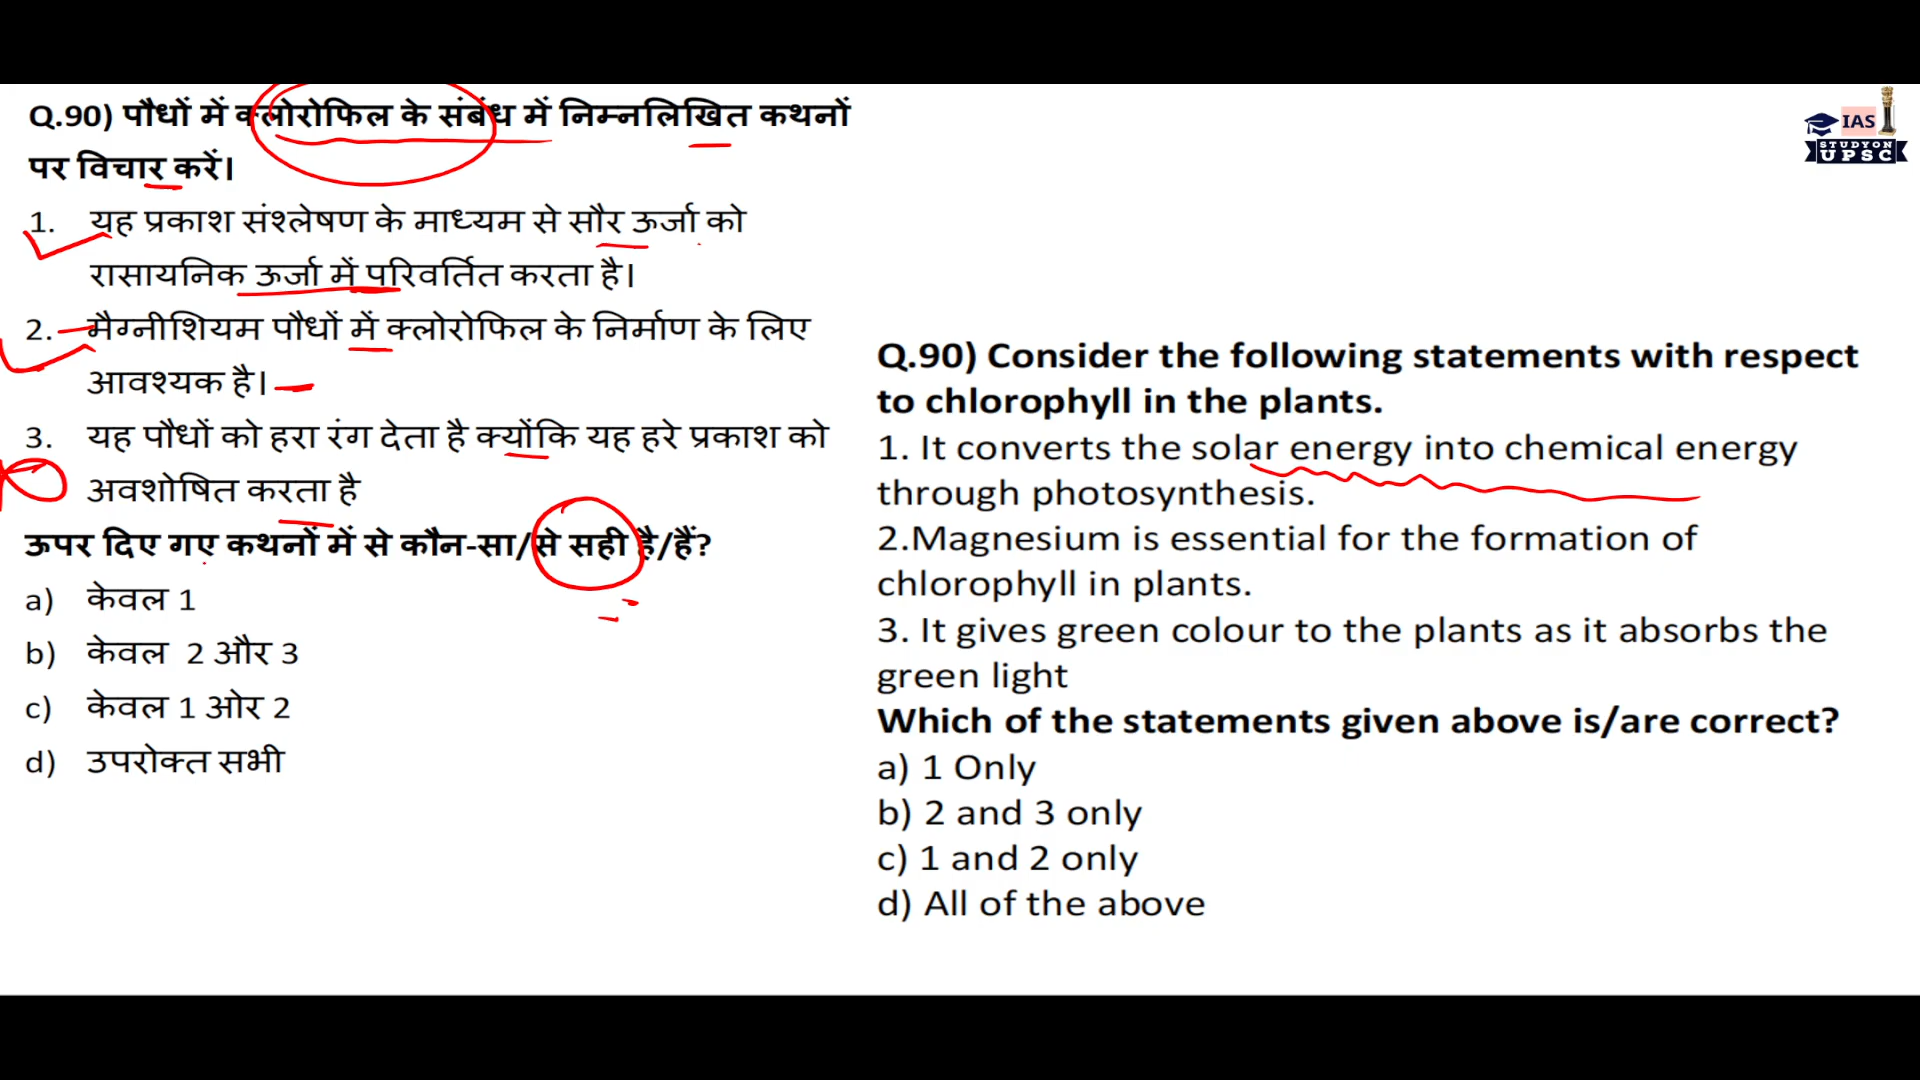 Q.90) पौधों में क्लोरोफिल के संबंध में निम्नलिखित कथनों
पर विचार करें।
1. यह प्रकाश संश्लेषण के माध्यम से सौर ऊर्जा को
रासायनिक ऊर्जा में परिवर्तित करता है।
2. मैग्नीशियम पौधों में क्लोरोफिल के निर्माण के लिए
आवश्यक है।
3. यह पौधों को हरा रंग देता है क्योंकि यह हरे प्रकाश को
अवशोषित करता है
ऊपर दिए गए कथनों में से कौन-सा/से सही है/हैं?
a) केवल 1
b) केवल 2 और 3
c) केवल 1 ओर 2
d) उपरोक्त सभी
IAS
STUDYON
UPSC
Q.90) Consider the following statements with respect
to chlorophyll in the plants.
1. It converts the solar energy into chemical energy
through photosynthesis.
2.Magnesium is essential for the formation of
chlorophyll in plants.
3. It gives green colour to the plants as it absorbs the
green light
Which of the statements given above is/are correct?
a) 1 Only
b) 2 and 3 only
c) 1 and 2 only
d) All of the above